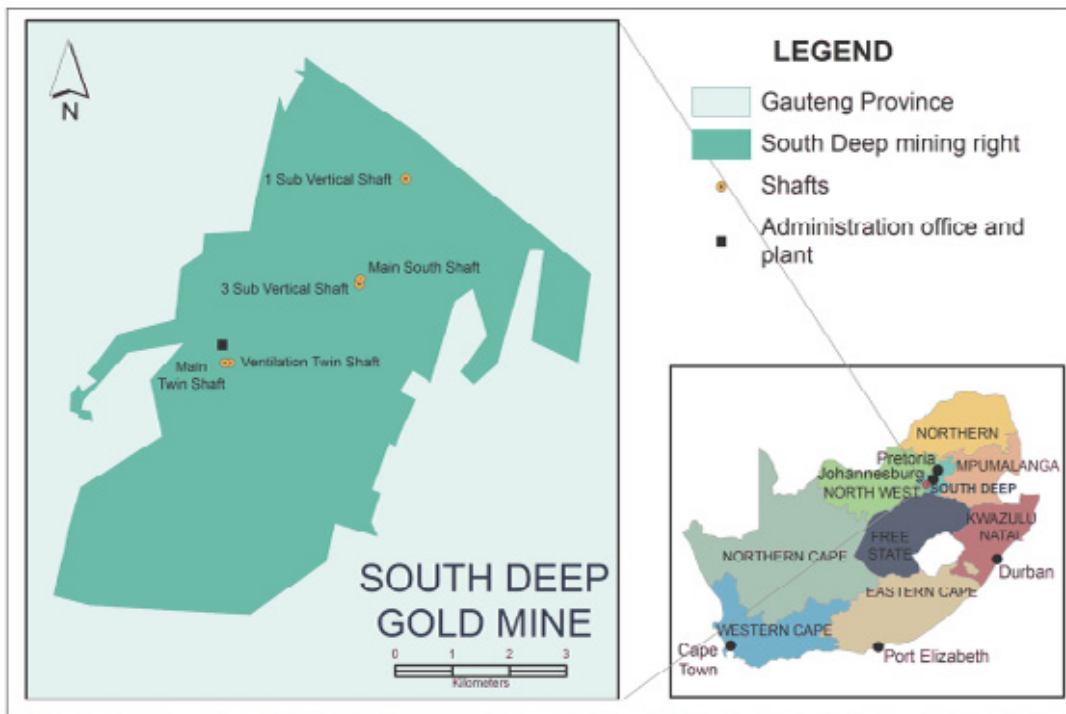 N
1 Sub Vertical Shaft
Main South Shaft
3 Sub Vertical Shaft
Ventilation Twin Shaft
Main
Twin Shaft
SOUTH DEEP
GOLD MINE
0 1 2 3
Kilometers
LEGEND
Gauteng Province
South Deep mining right
Shafts
Administration office and
plant
NORTHERN
Pretoria
MPUMALANGA
Johannesburg
NORTH WEST
SOUTH DEEP
KWAZULU
NATAL
FREE
STATE
NORTHERN CAPE
Durban
EASTERN CAPE
WESTERN CAPE
Cape
Town
Port Elizabeth